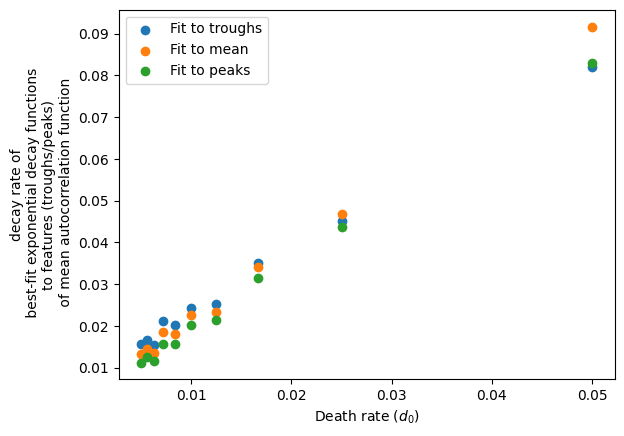 Fit to troughs
Fit to mean
Fit to peaks
0.09
0.08
0.07
0.06
0.05
0.04
0.03
0.02
0.01
decay rate of
best-fit exponential decay functions
to features (troughs/peaks)
of mean autocorrelation function
0.01 0.02 0.03 0.04 0.05
Death rate (d₀)